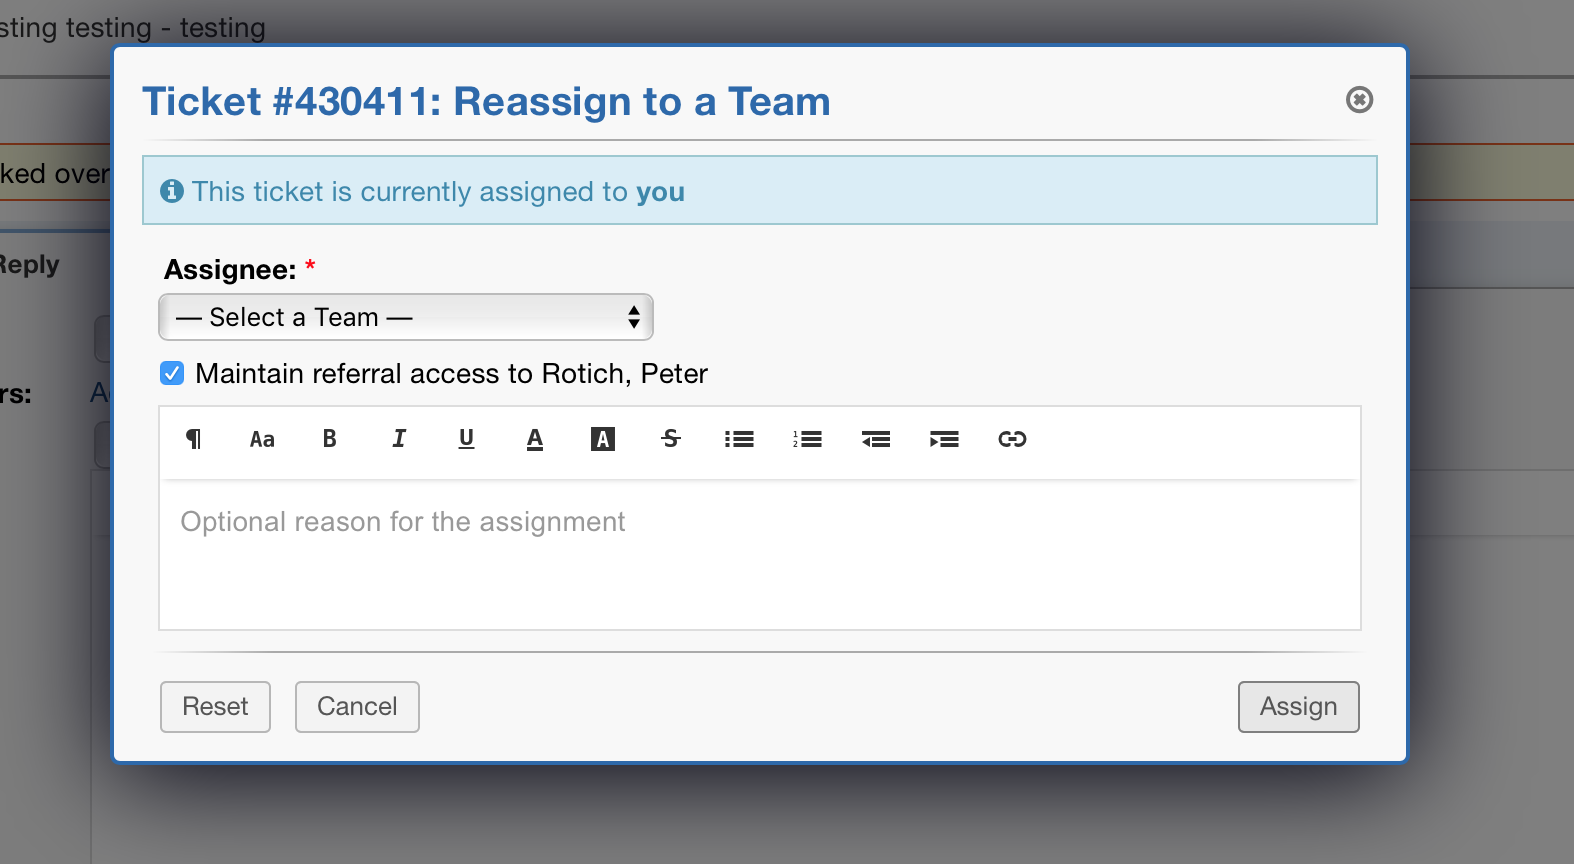 sting testing - testing
Ticket #430411: Reassign to a Team
ked over
This ticket is currently assigned to you
Reply
Assignee: *
— Select a Team —
Maintain referral access to Rotich, Peter
rs:
¶ Aa B I U A A S
Optional reason for the assignment
Reset Cancel Assign